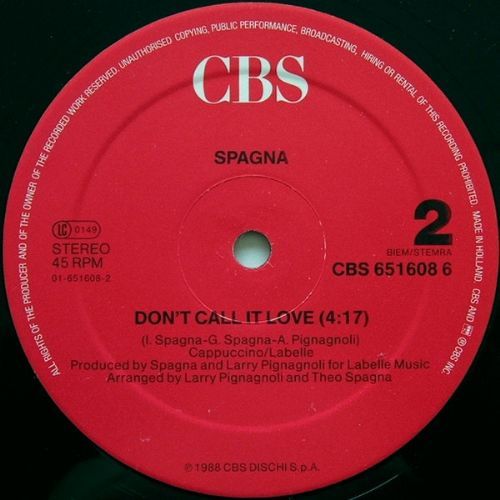 ALL RIGHTS OF THE PRODUCER AND OF THE OWNER OF THE RECORDED WORK RESERVED. UNAUTHORISED COPYING, PUBLIC PERFORMANCE, BROADCASTING, HIRING OR RENTAL OF THIS RECORDING PROHIBITED. MADE IN HOLLAND. CBS AND ARE ® CBS INC.
CBS
SPAGNA
LC 0149
STEREO
45 RPM
01-651608-2
2
BIEM/STEMRA
CBS 651608 6
DON'T CALL IT LOVE (4:17)
(I. Spagna-G. Spagna-A. Pignagnoli)
Cappuccino/Labelle
Produced by Spagna and Larry Pignagnoli for Labelle Music
Arranged by Larry Pignagnoli and Theo Spagna
℗ 1988 CBS DISCHI S.p.A.